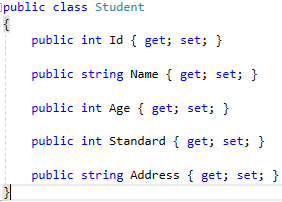 public class Student
{
public int Id { get; set; }
public string Name { get; set; }
public int Age { get; set; }
public int Standard { get; set; }
public string Address { get; set; }
}